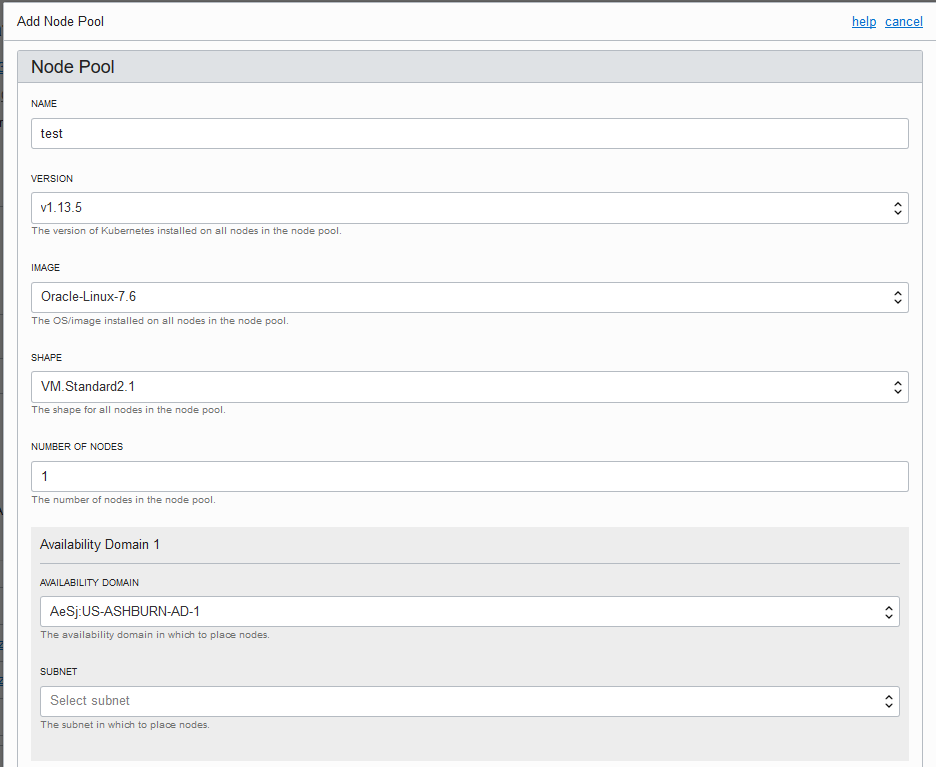 Add Node Pool
help cancel
Node Pool
NAME
test
VERSION
v1.13.5
The version of Kubernetes installed on all nodes in the node pool.
IMAGE
Oracle-Linux-7.6
The OS/image installed on all nodes in the node pool.
SHAPE
VM.Standard2.1
The shape for all nodes in the node pool.
NUMBER OF NODES
1
The number of nodes in the node pool.
Availability Domain 1
AVAILABILITY DOMAIN
AeSj:US-ASHBURN-AD-1
The availability domain in which to place nodes.
SUBNET
Select subnet
The subnet in which to place nodes.